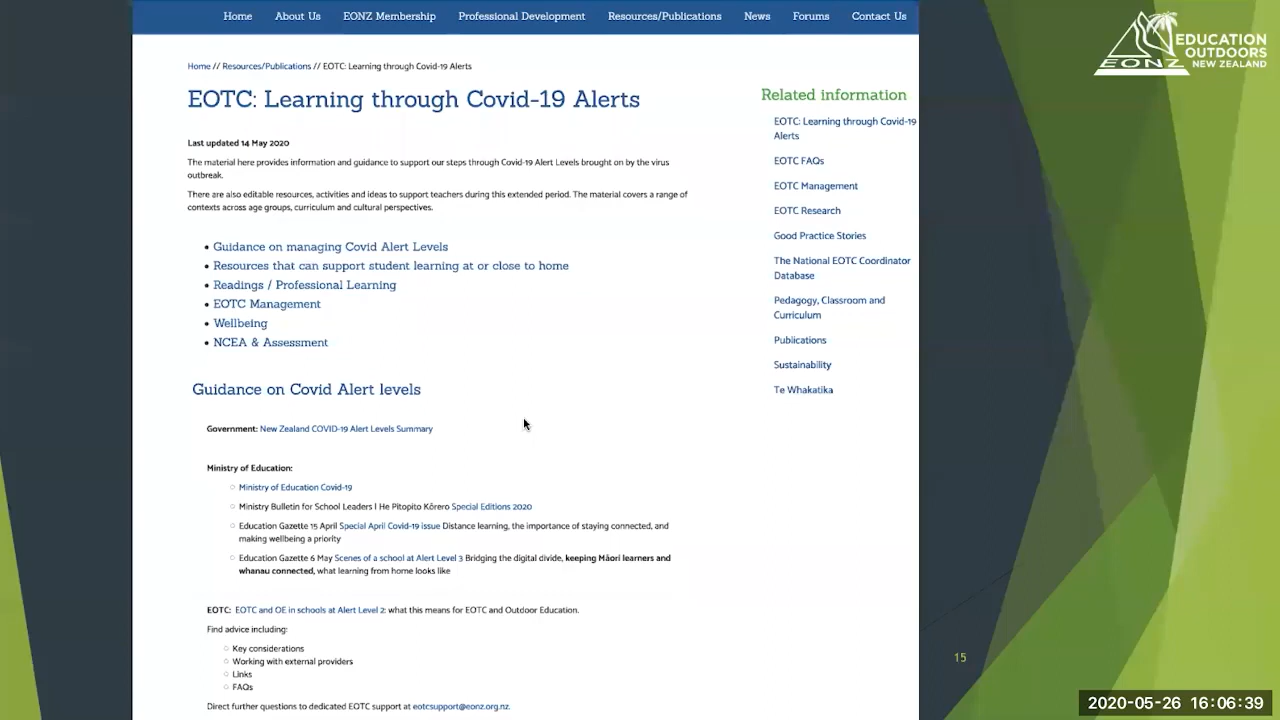 Home About Us EONZ Membership Professional Development Resources/Publications News Forums Contact Us
EDUCATION
OUTDOORS
NEW ZEALAND
EONZ
Home // Resources/Publications // EOTC: Learning through Covid-19 Alerts
EOTC: Learning through Covid-19 Alerts
Last updated 14 May 2020
The material here provides information and guidance to support our steps through Covid-19 Alert Levels brought on by the virus
outbreak.
There are also editable resources, activities and ideas to support teachers during this extended period. The material covers a range of
contexts across age groups, curriculum and cultural perspectives.
• Guidance on managing Covid Alert Levels
• Resources that can support student learning at or close to home
• Readings / Professional Learning
• EOTC Management
• Wellbeing
• NCEA & Assessment
Guidance on Covid Alert levels
Government: New Zealand COVID-19 Alert Levels Summary
Ministry of Education:
○ Ministry of Education Covid-19
○ Ministry Bulletin for School Leaders I He Pitopito Kōrero Special Editions 2020
○ Education Gazette 15 April Special April Covid-19 issue Distance learning, the importance of staying connected, and
making wellbeing a priority
○ Education Gazette 6 May Scenes of a school at Alert Level 3 Bridging the digital divide, keeping Māori learners and
whanau connected, what learning from home looks like
EOTC: EOTC and OE in schools at Alert Level 2: what this means for EOTC and Outdoor Education.
Find advice including:
○ Key considerations
○ Working with external providers
○ Links
○ FAQs
Direct further questions to dedicated EOTC support at eotcsupport@eonz.org.nz.
Related information
EOTC: Learning through Covid-19
Alerts
EOTC FAQs
EOTC Management
EOTC Research
Good Practice Stories
The National EOTC Coordinator
Database
Pedagogy, Classroom and
Curriculum
Publications
Sustainability
Te Whakatika
15
2020-05-26 16:06:39